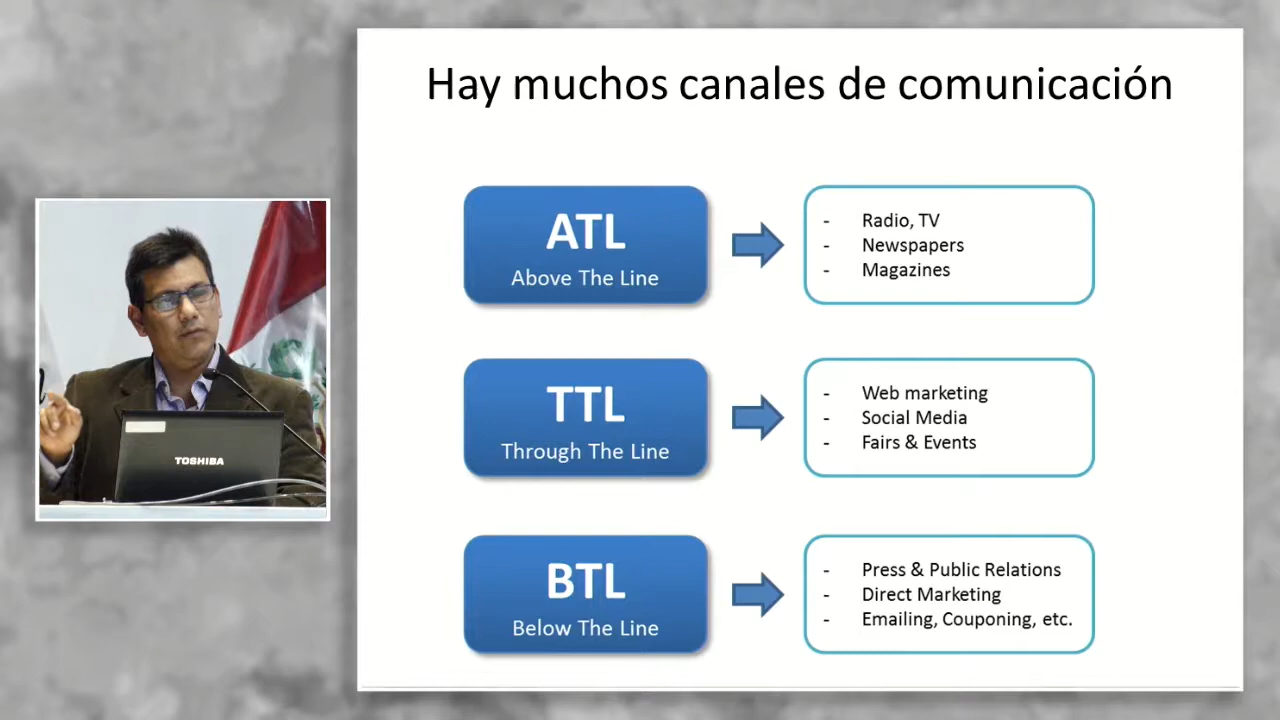 Hay muchos canales de comunicación
ATL
Above The Line
- Radio, TV
- Newspapers
- Magazines
TTL
Through The Line
- Web marketing
- Social Media
- Fairs & Events
BTL
Below The Line
- Press & Public Relations
- Direct Marketing
- Emailing, Couponing, etc.
TOSHIBA